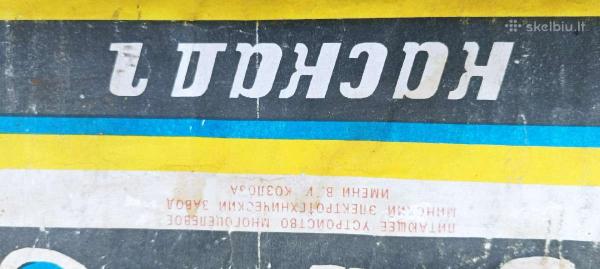 skelbiu.lt
ПИТАЮЩЕЕ УСТРОЙСТВО МНОГОЦЕЛЕВОЕ
МИНСКИЙ ЭЛЕКТРОТЕХНИЧЕСКИЙ ЗАВОД
ИМЕНИ В. И КОЗЛОВА
каскад 1